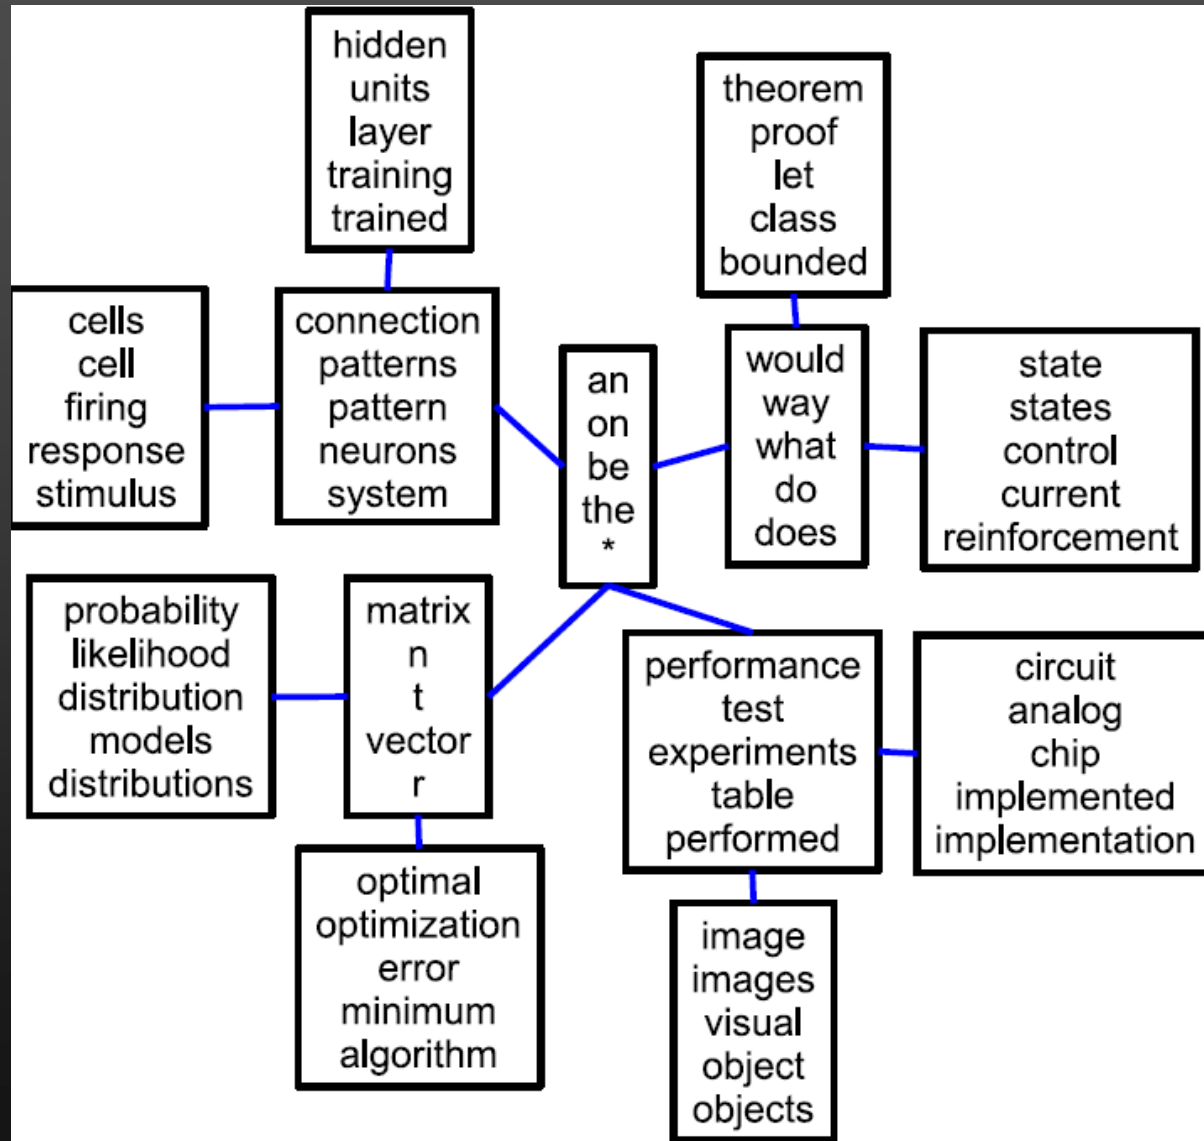 hidden
units
layer
training
trained
theorem
proof
let
class
bounded
cells
cell
firing
response
stimulus
connection
patterns
pattern
neurons
system
an
on
be
the
*
would
way
what
do
does
state
states
control
current
reinforcement
probability
likelihood
distribution
models
distributions
matrix
n
t
vector
r
performance
test
experiments
table
performed
circuit
analog
chip
implemented
implementation
optimal
optimization
error
minimum
algorithm
image
images
visual
object
objects